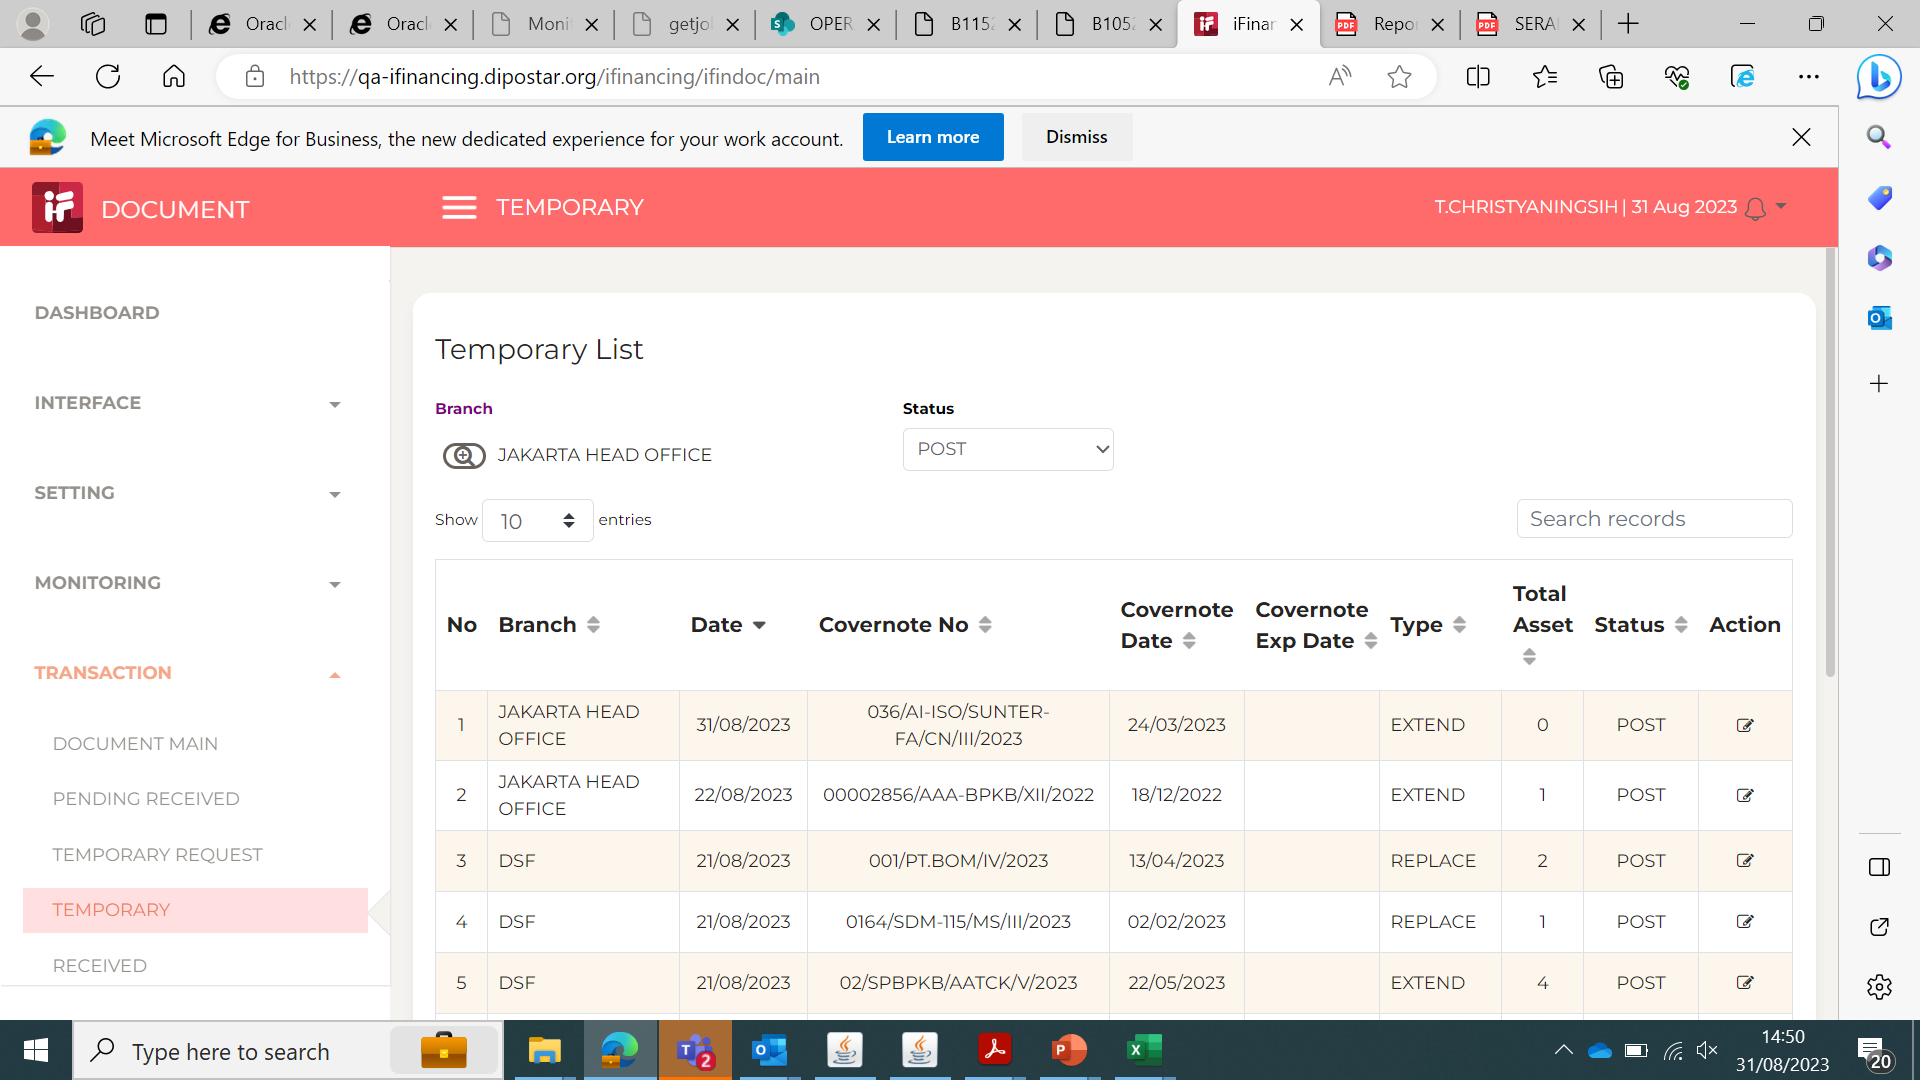 Oracl
Oracl
Moni
getjo
OPER
B1152
B1052
iFinar
Repo
SERA
https://qa-ifinancing.dipostar.org/ifinancing/ifindoc/main
Meet Microsoft Edge for Business, the new dedicated experience for your work account.
Learn more
Dismiss
iF
DOCUMENT
TEMPORARY
T.CHRISTYANINGSIH | 31 Aug 2023
DASHBOARD
INTERFACE
SETTING
MONITORING
TRANSACTION
DOCUMENT MAIN
PENDING RECEIVED
TEMPORARY REQUEST
TEMPORARY
RECEIVED
Temporary List
Branch
Status
JAKARTA HEAD OFFICE
POST
Show 10 entries
Search records
No Branch Date Covernote No Covernote Date Covernote Exp Date Type Total Asset Status Action
1 JAKARTA HEAD OFFICE 31/08/2023 036/AI-ISO/SUNTER-FA/CN/III/2023 24/03/2023 EXTEND 0 POST
2 JAKARTA HEAD OFFICE 22/08/2023 00002856/AAA-BPKB/XII/2022 18/12/2022 EXTEND 1 POST
3 DSF 21/08/2023 001/PT.BOM/IV/2023 13/04/2023 REPLACE 2 POST
4 DSF 21/08/2023 0164/SDM-115/MS/III/2023 02/02/2023 REPLACE 1 POST
5 DSF 21/08/2023 02/SPBPKB/AATCK/V/2023 22/05/2023 EXTEND 4 POST
Type here to search
2
14:50
31/08/2023
20